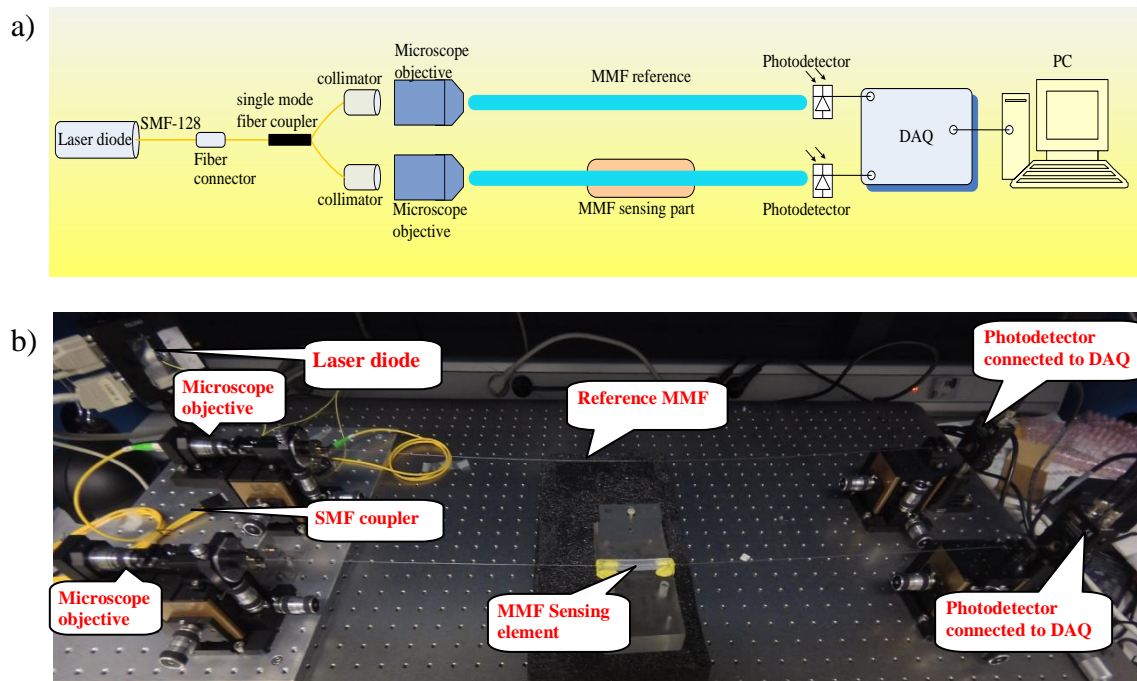 a)
Laser diode
SMF-128
Fiber
connector
single mode
fiber coupler
collimator
collimator
Microscope
objective
Microscope
objective
MMF reference
MMF sensing part
Photodetector
Photodetector
DAQ
PC
b)
Laser diode
Microscope
objective
SMF coupler
Microscope
objective
Reference MMF
MMF Sensing
element
Photodetector
connected to DAQ
Photodetector
connected to DAQ